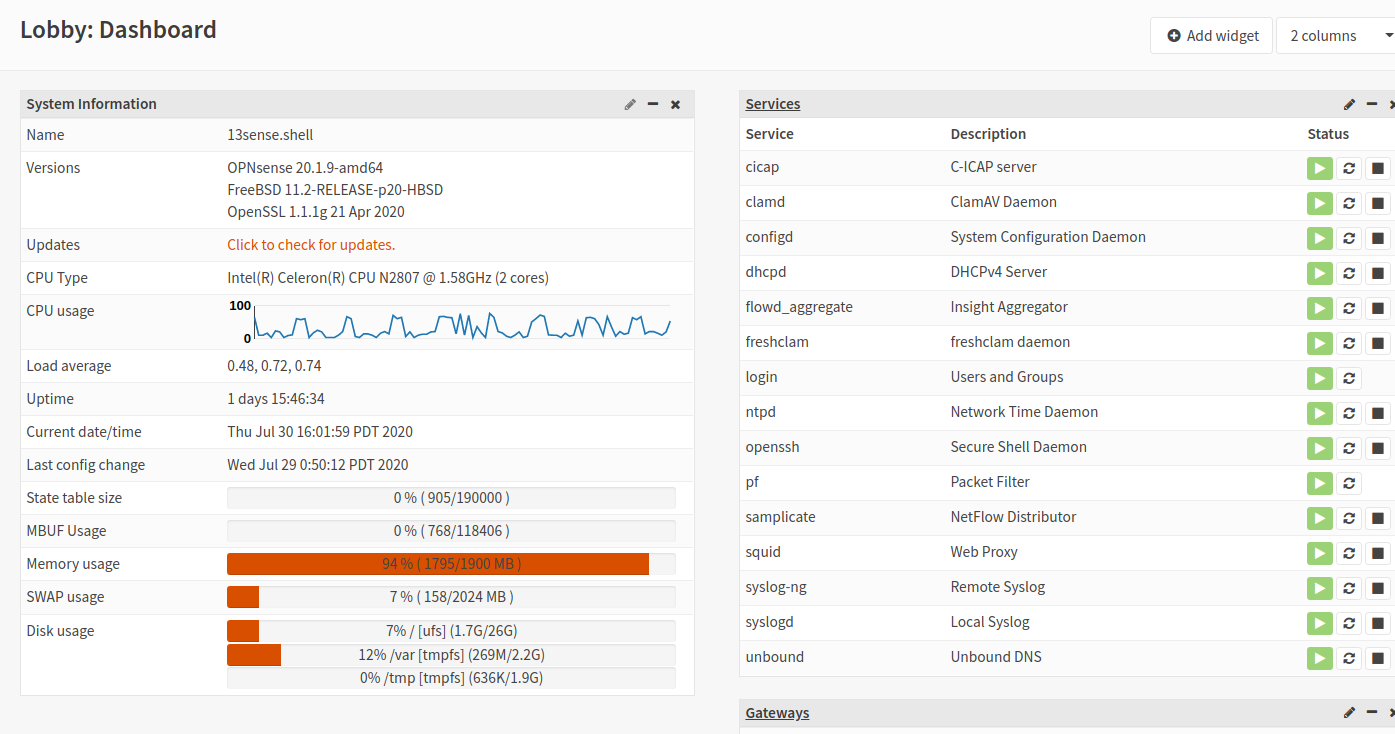 Lobby: Dashboard
Add widget
2 columns
System Information
Name 13sense.shell
Versions OPNsense 20.1.9-amd64
FreeBSD 11.2-RELEASE-p20-HBSD
OpenSSL 1.1.1g 21 Apr 2020
Updates Click to check for updates.
CPU Type Intel(R) Celeron(R) CPU N2807 @ 1.58GHz (2 cores)
CPU usage 100
0
Load average 0.48, 0.72, 0.74
Uptime 1 days 15:46:34
Current date/time Thu Jul 30 16:01:59 PDT 2020
Last config change Wed Jul 29 0:50:12 PDT 2020
State table size 0 % ( 905/190000 )
MBUF Usage 0 % ( 768/118406 )
Memory usage 94 % ( 1795/1900 MB )
SWAP usage 7 % ( 158/2024 MB )
Disk usage 7% / [ufs] (1.7G/26G)
12% /var [tmpfs] (269M/2.2G)
0% /tmp [tmpfs] (636K/1.9G)
Services
Service Description Status
cicap C-ICAP server
clamd ClamAV Daemon
configd System Configuration Daemon
dhcpd DHCPv4 Server
flowd_aggregate Insight Aggregator
freshclam freshclam daemon
login Users and Groups
ntpd Network Time Daemon
openssh Secure Shell Daemon
pf Packet Filter
samplicate NetFlow Distributor
squid Web Proxy
syslog-ng Remote Syslog
syslogd Local Syslog
unbound Unbound DNS
Gateways